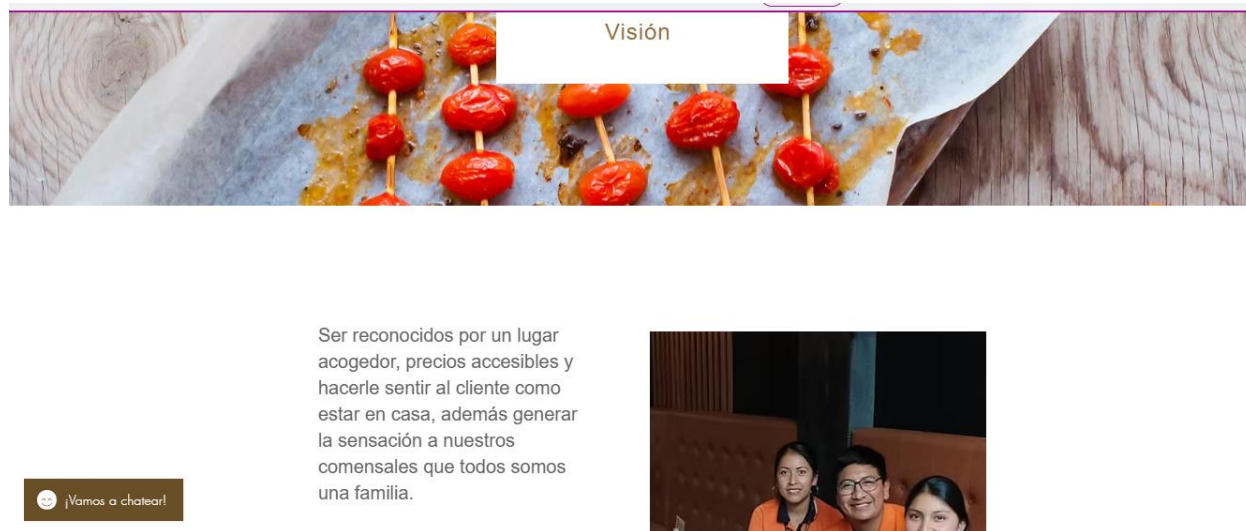 Visión
Ser reconocidos por un lugar
acogedor, precios accesibles y
hacerle sentir al cliente como
estar en casa, además generar
la sensación a nuestros
comensales que todos somos
una familia.
¡Vamos a chatear!